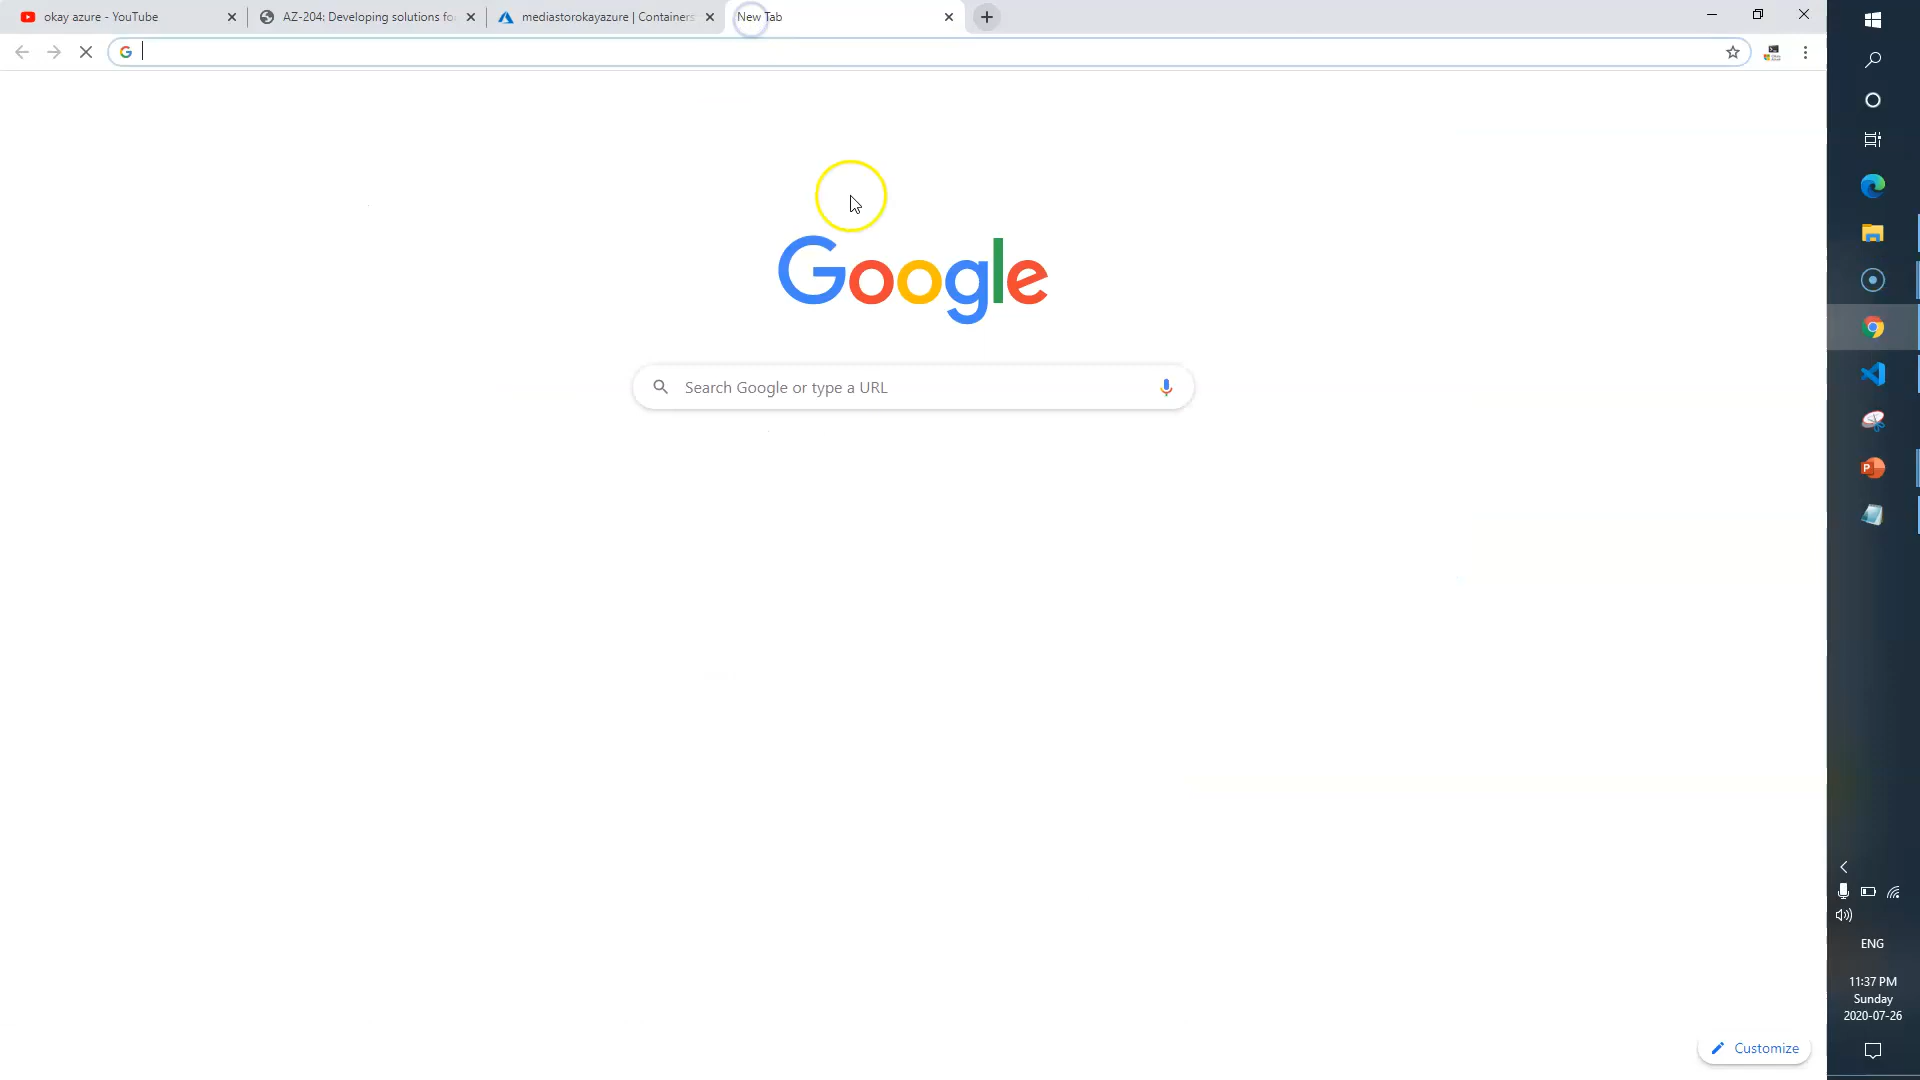 okay azure - YouTube
AZ-204: Developing solutions fo
mediastorokayazure | Containers
New Tab
Google
Search Google or type a URL
ENG
11:37 PM
Sunday
2020-07-26
Customize